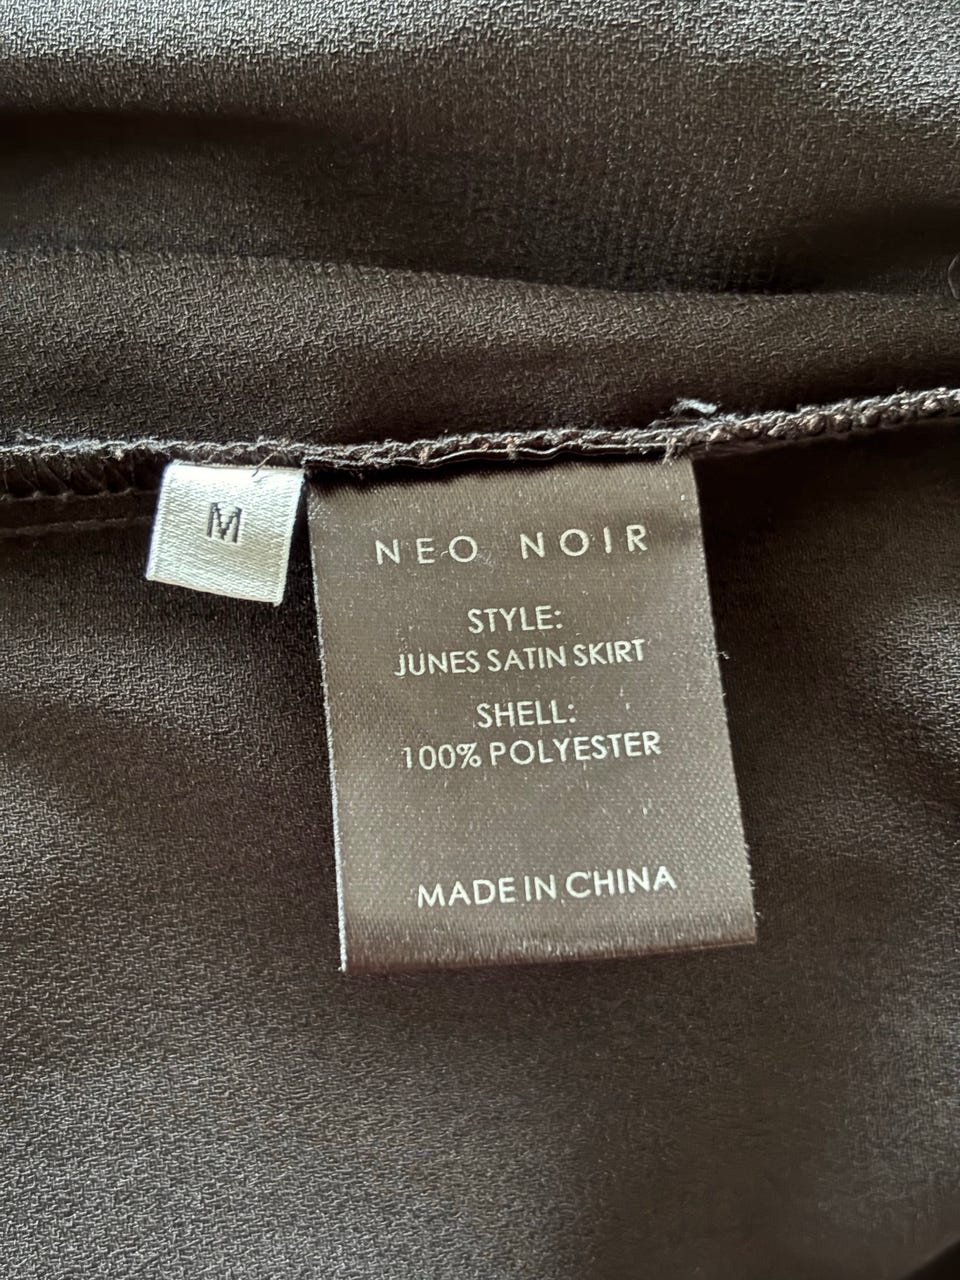 M
NEO NOIR
STYLE:
JUNES SATIN SKIRT
SHELL:
100% POLYESTER
MADE IN CHINA